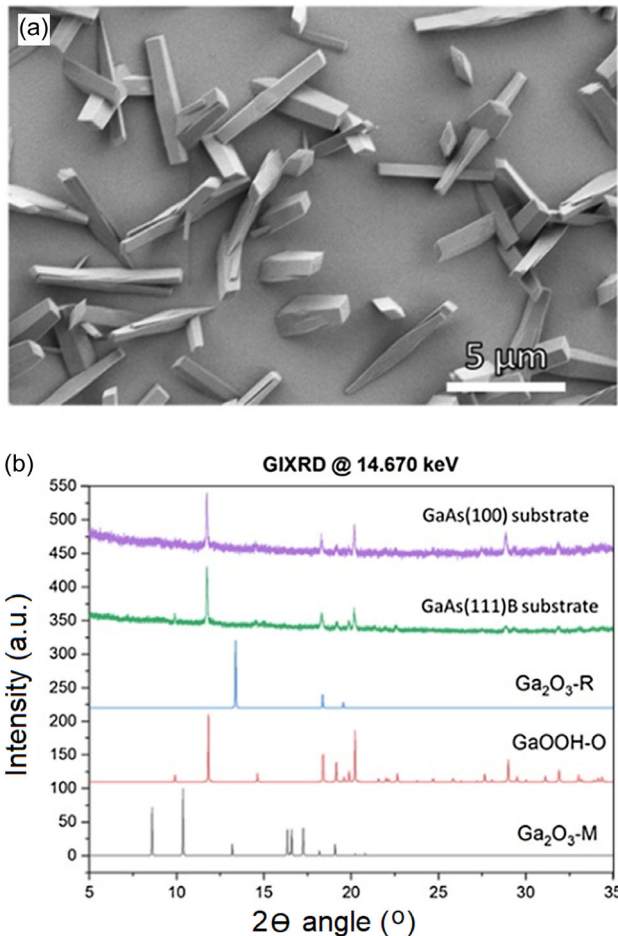 (a)
5 μm
(b)
GIXRD @ 14.670 keV
Intensity (a.u.)
550
500
450
400
350
300
250
200
150
100
50
0
GaAs(100) substrate
GaAs(111)B substrate
Ga₂O₃-R
GaOOH-O
Ga₂O₃-M
5 10 15 20 25 30 35
2Θ angle (º)